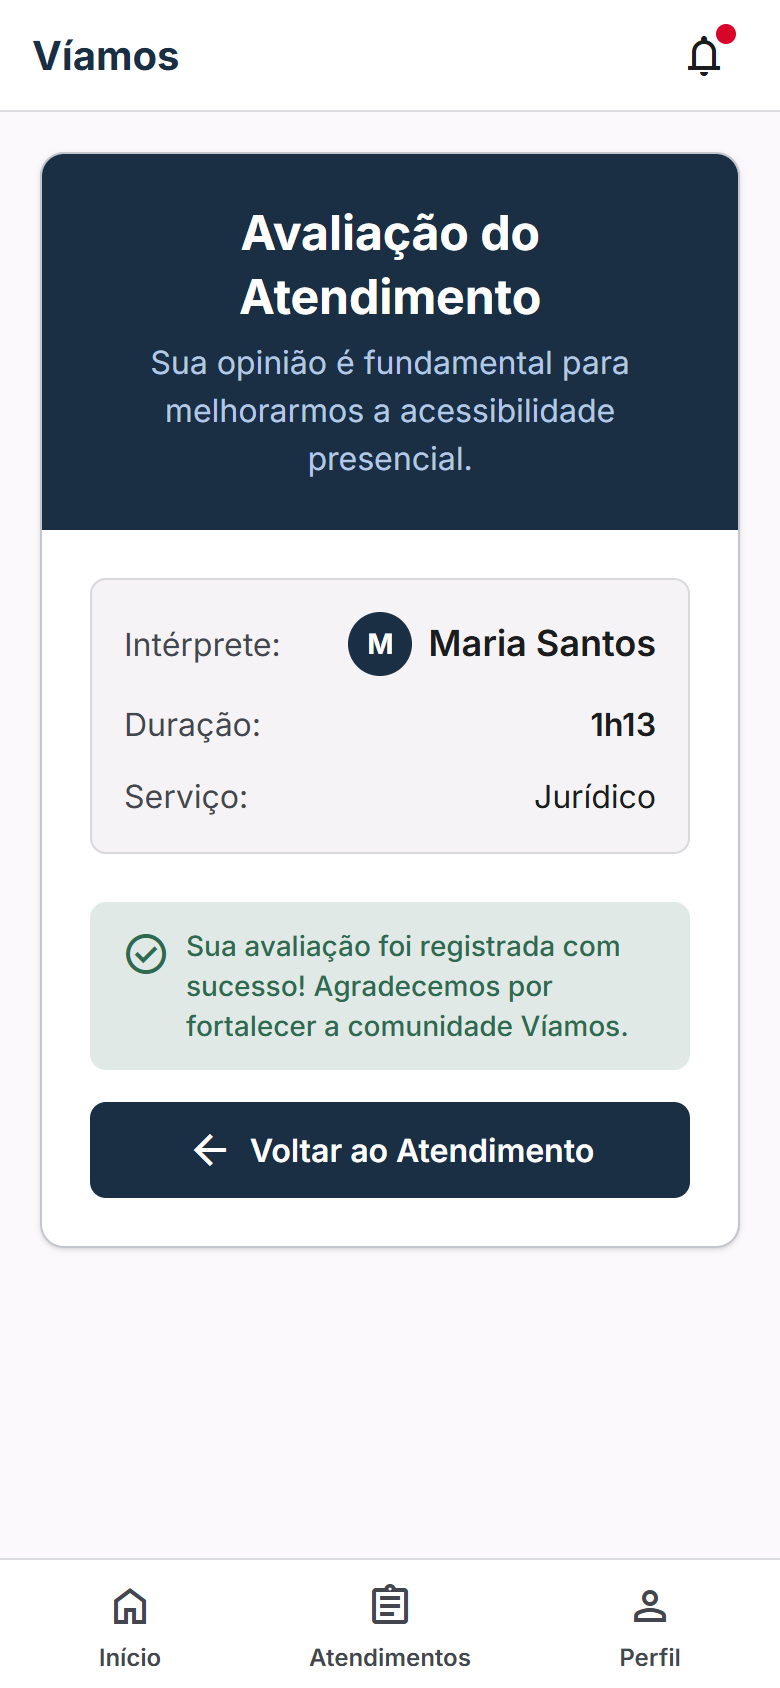 Víamos
Avaliação do
Atendimento
Sua opinião é fundamental para
melhorarmos a acessibilidade
presencial.
Intérprete: M Maria Santos
Duração: 1h13
Serviço: Jurídico
Sua avaliação foi registrada com
sucesso! Agradecemos por
fortalecer a comunidade Víamos.
Voltar ao Atendimento
Início Atendimentos Perfil